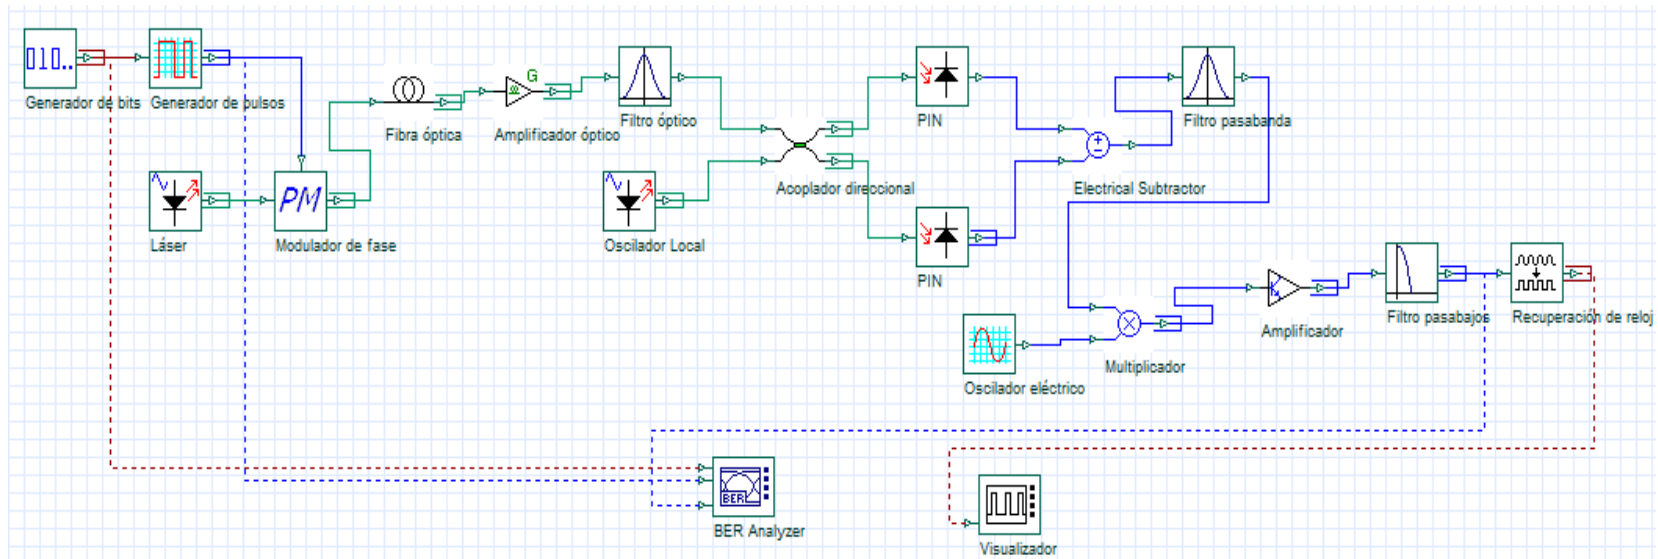 010..
Generador de bits
Generador de pulsos
Láser
PM
Modulador de fase
Fibra óptica
G
Amplificador óptico
Filtro óptico
Oscilador Local
Acoplador direccional
PIN
PIN
Electrical Subtractor
Filtro pasabanda
Oscilador eléctrico
Multiplicador
Amplificador
Filtro pasabajos
Recuperación de reloj
BER
BER Analyzer
Visualizador